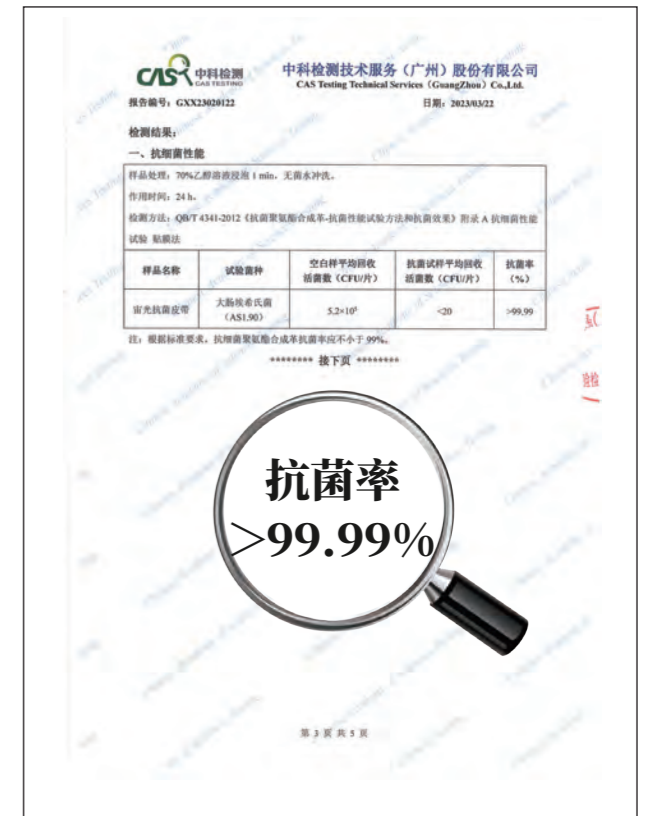 CAS 中科检测
CAS TESTING
中科检测技术服务（广州）股份有限公司
CAS Testing Technical Services（GuangZhou）Co.,Ltd.
报告编号：GXX23020122
日期：2023/03/22
检测结果：
一、抗细菌性能
样品处理：70%乙醇溶液浸泡 1 min，无菌水冲洗。
作用时间：24 h。
检测方法：QB/T 4341-2012《抗菌聚氨酯合成革-抗菌性能试验方法和抗菌效果》附录 A 抗细菌性能
试验 贴膜法
样品名称 试验菌种 空白样平均回收活菌数（CFU/片） 抗菌试样平均回收活菌数（CFU/片） 抗菌率（%）
宙光抗菌皮带 大肠埃希氏菌（AS1.90） <20 >99.99
注：根据标准要求，抗细菌聚氨酯合成革抗菌率应不小于 99%。
******** 接下页 ********
验检
抗菌率
>99.99%
第 3 页 共 5 页